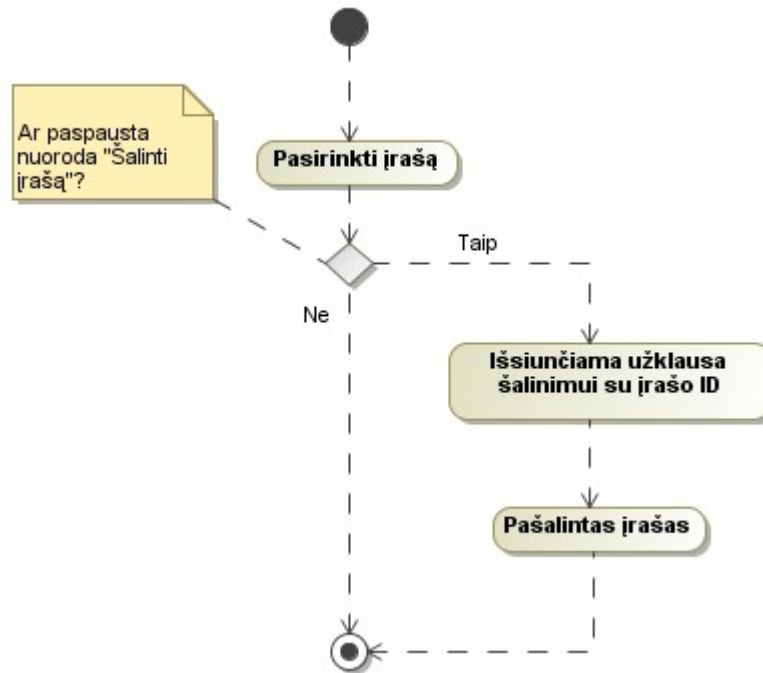 Ar paspausta
nuoroda "Šalinti
įrašą"?
Pasirinkti įrašą
Taip
Ne
Išsiunčiama užklausa
šalinimui su įrašo ID
Pašalintas įrašas